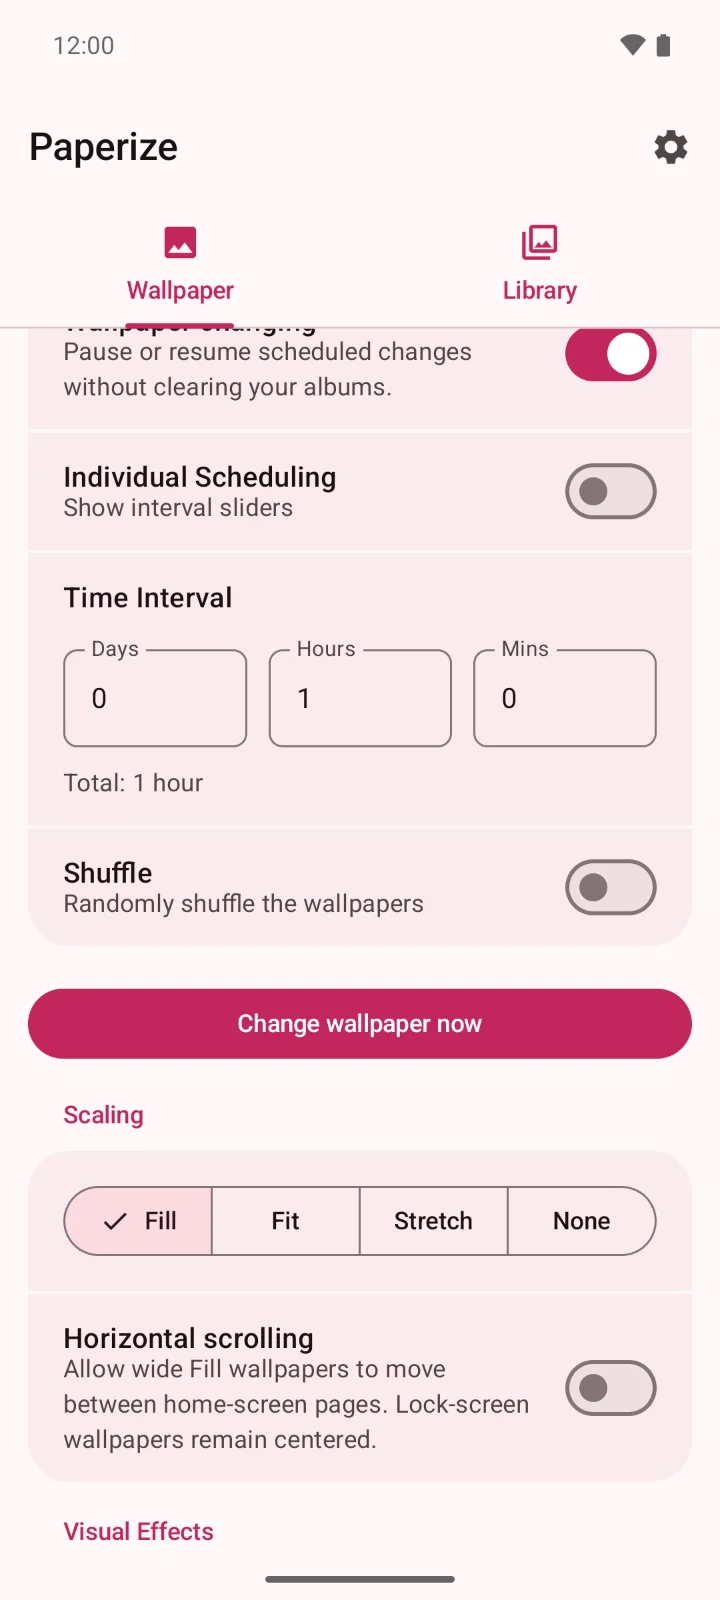 12:00
Paperize
Wallpaper
Library
Wallpaper changing
Pause or resume scheduled changes
without clearing your albums.
Individual Scheduling
Show interval sliders
Time Interval
Days
Hours
Mins
0
1
0
Total: 1 hour
Shuffle
Randomly shuffle the wallpapers
Change wallpaper now
Scaling
Fill
Fit
Stretch
None
Horizontal scrolling
Allow wide Fill wallpapers to move
between home-screen pages. Lock-screen
wallpapers remain centered.
Visual Effects